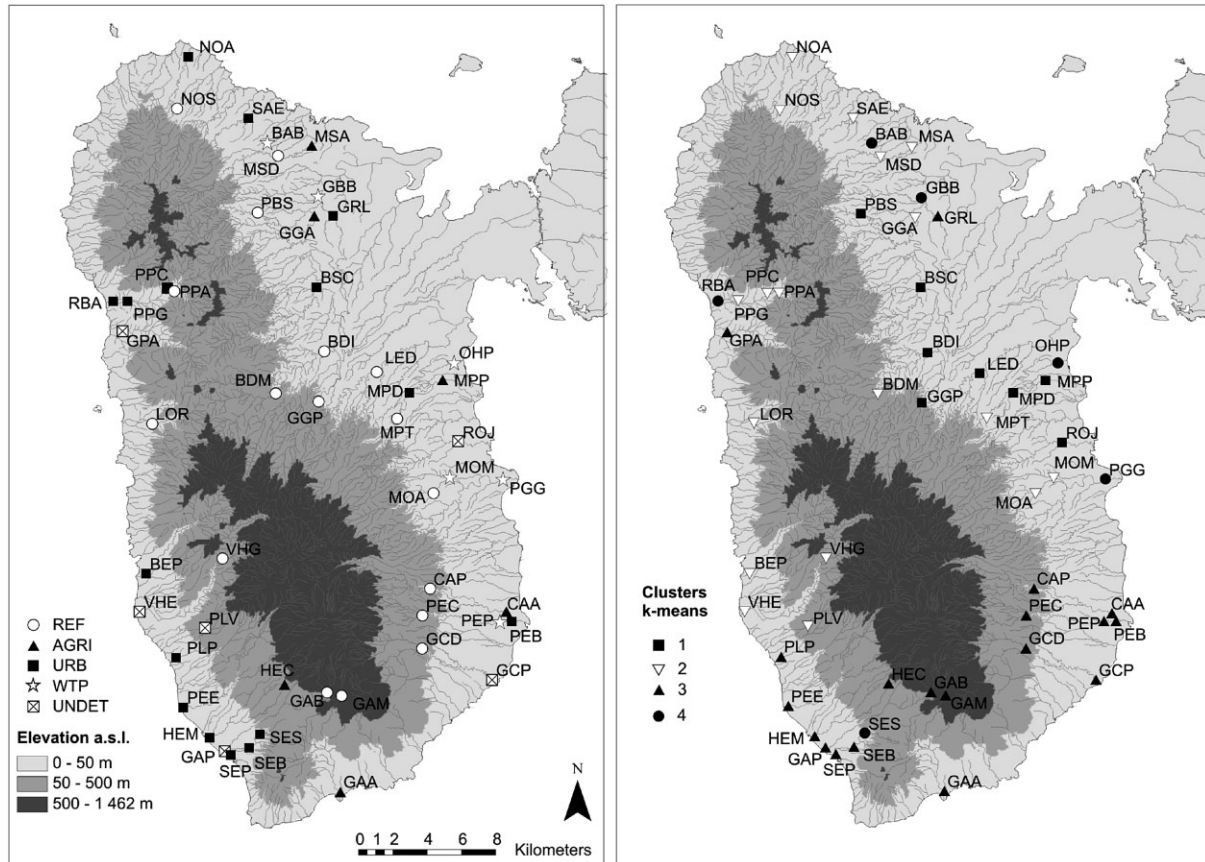 NOA
NOS
SAE
BAB
MSA
MSD
GBB
PBS
GRL
GGA
PPC
BSC
RBA
PPA
PPG
GPA
BDI
OHP
LED
BDM
MPP
MPD
GGP
LOR
MPT
ROJ
MOM
PGG
MOA
VHG
BEP
CAP
VHE
PEC
CAA
PLV
PEP
PEB
GCD
PLP
HEC
GCP
GAB
GAM
PEE
HEM
SES
GAP
SEB
SEP
GAA
REF
AGRI
URB
WTP
UNDET
Elevation a.s.l.
0 - 50 m
50 - 500 m
500 - 1 462 m
N
0 1 2 4 6 8
Kilometers
NOA
NOS
SAE
BAB
MSA
MSD
GBB
PBS
GRL
GGA
PPC
BSC
RBA
PPA
PPG
GPA
BDI
OHP
LED
BDM
MPP
MPD
GGP
LOR
MPT
ROJ
MOM
PGG
MOA
VHG
BEP
CAP
VHE
PEC
CAA
PLV
PEP
PEB
GCD
PLP
HEC
GCP
GAB
GAM
PEE
HEM
SES
GAP
SEB
SEP
GAA
Clusters
k-means
1
2
3
4